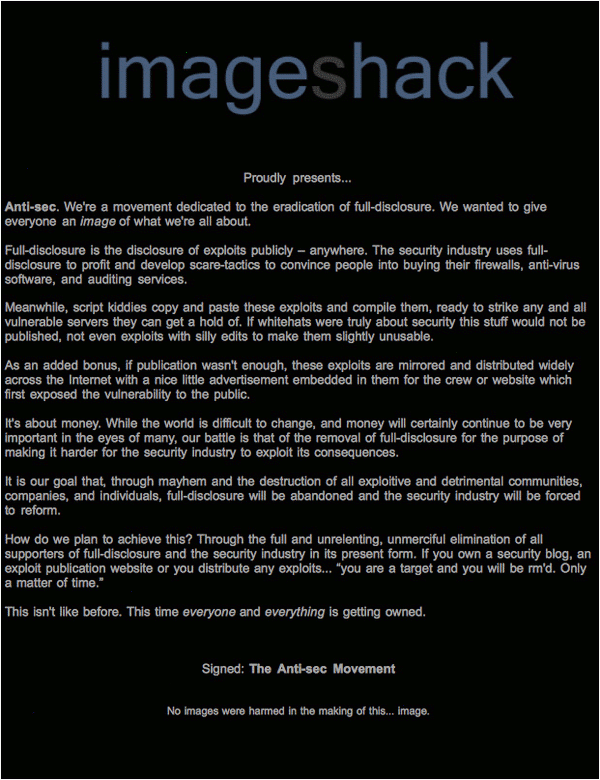 imageshack
Proudly presents...
Anti-sec. We're a movement dedicated to the eradication of full-disclosure. We wanted to give
everyone an image of what we're all about.
Full-disclosure is the disclosure of exploits publicly – anywhere. The security industry uses full-
disclosure to profit and develop scare-tactics to convince people into buying their firewalls, anti-virus
software, and auditing services.
Meanwhile, script kiddies copy and paste these exploits and compile them, ready to strike any and all
vulnerable servers they can get a hold of. If whitehats were truly about security this stuff would not be
published, not even exploits with silly edits to make them slightly unusable.
As an added bonus, if publication wasn't enough, these exploits are mirrored and distributed widely
across the Internet with a nice little advertisement embedded in them for the crew or website which
first exposed the vulnerability to the public.
It's about money. While the world is difficult to change, and money will certainly continue to be very
important in the eyes of many, our battle is that of the removal of full-disclosure for the purpose of
making it harder for the security industry to exploit its consequences.
It is our goal that, through mayhem and the destruction of all exploitive and detrimental communities,
companies, and individuals, full-disclosure will be abandoned and the security industry will be forced
to reform.
How do we plan to achieve this? Through the full and unrelenting, unmerciful elimination of all
supporters of full-disclosure and the security industry in its present form. If you own a security blog, an
exploit publication website or you distribute any exploits... “you are a target and you will be rm'd. Only
a matter of time.”
This isn't like before. This time everyone and everything is getting owned.
Signed: The Anti-sec Movement
No images were harmed in the making of this... image.